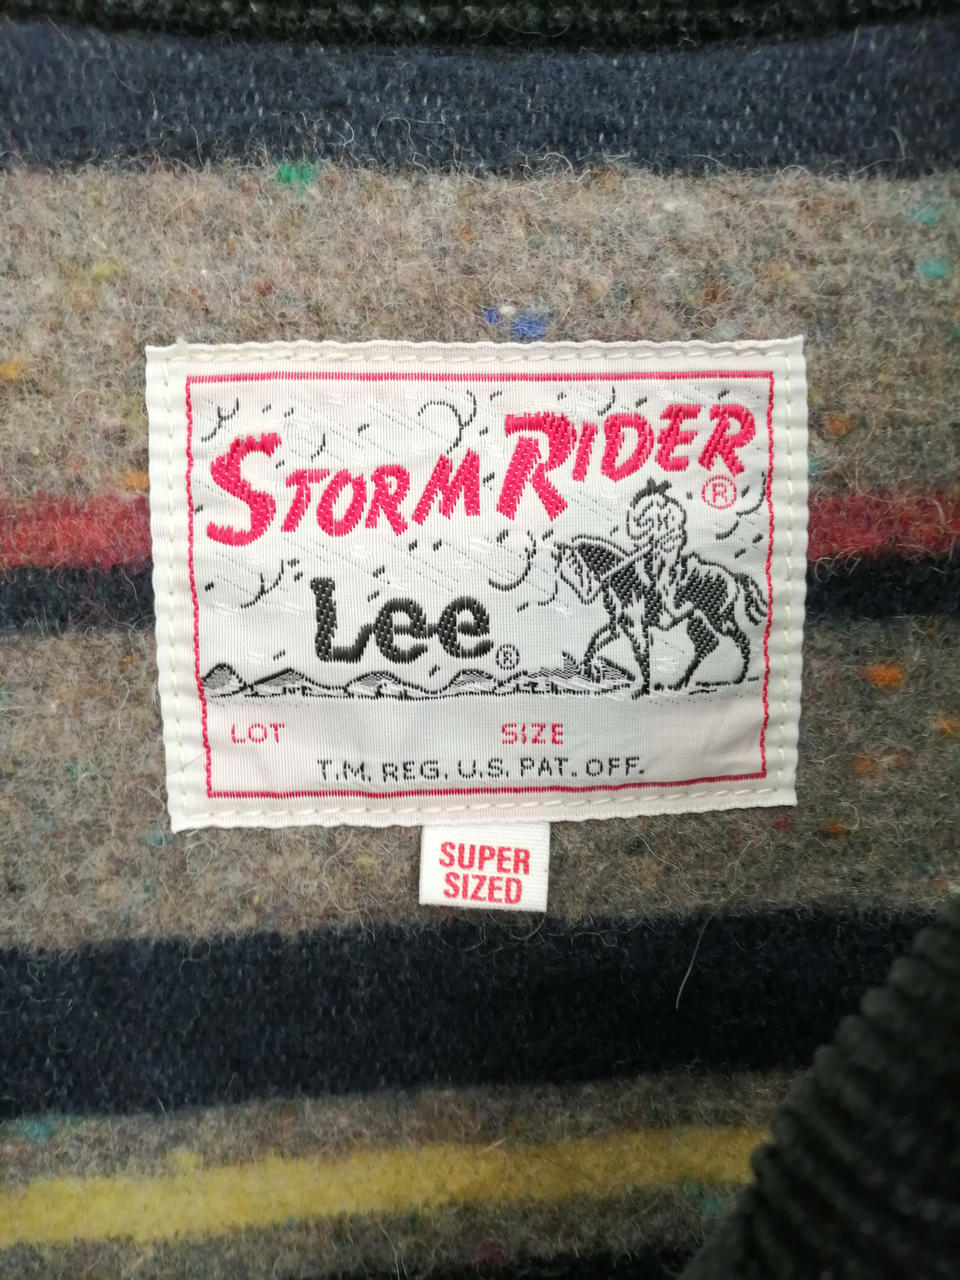 STORM RIDER ®
Lee ®
LOT SIZE
T.M. REG. U.S. PAT. OFF.
SUPER
SIZED